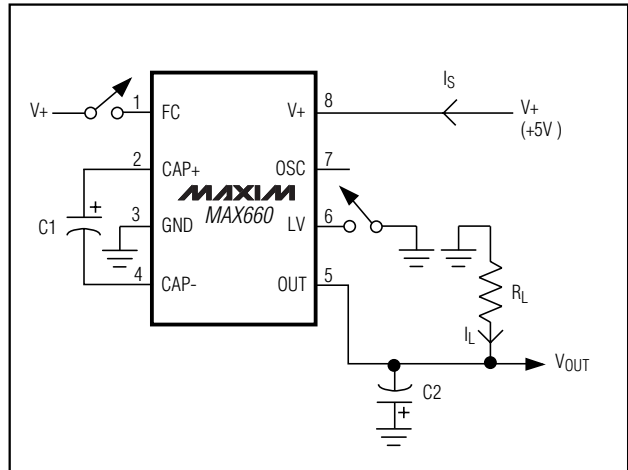 I_S
V+
1
FC
V+
8
V+
(+5V )
2
CAP+
OSC
7
MAXIM
MAX660
+
C1
3
GND
LV
6
4
CAP-
OUT
5
R_L
I_L
V_OUT
C2
+